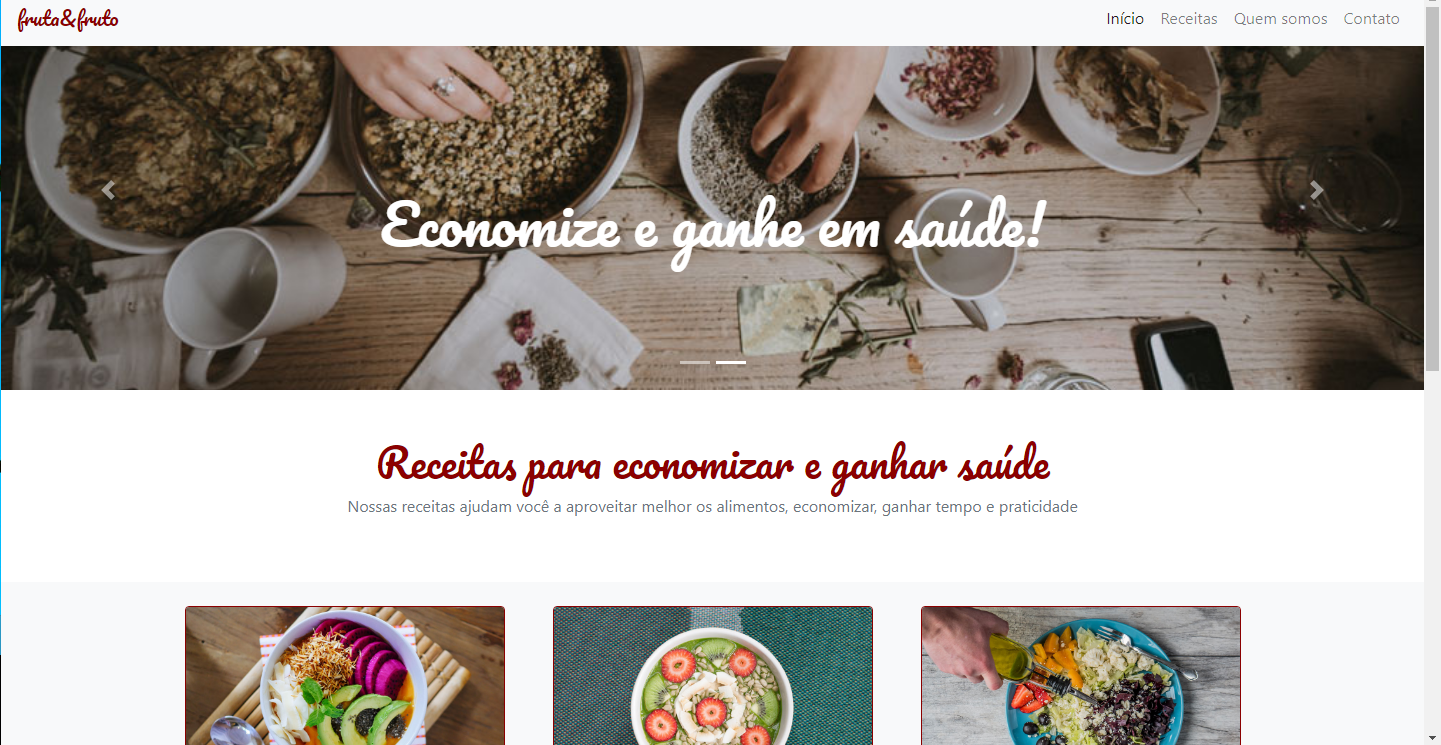 fruta&fruto
Início Receitas Quem somos Contato
Economize e ganhe em saúde!
Receitas para economizar e ganhar saúde
Nossas receitas ajudam você a aproveitar melhor os alimentos, economizar, ganhar tempo e praticidade